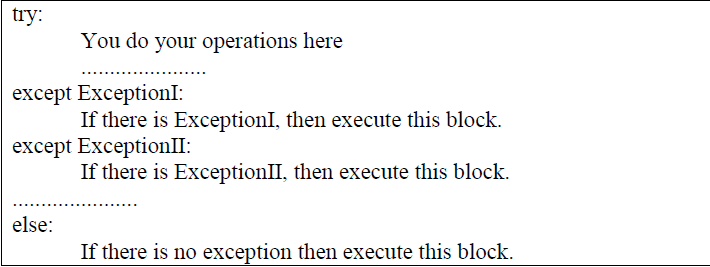 try:
You do your operations here
......................
except ExceptionI:
If there is ExceptionI, then execute this block.
except ExceptionII:
If there is ExceptionII, then execute this block.
......................
else:
If there is no exception then execute this block.